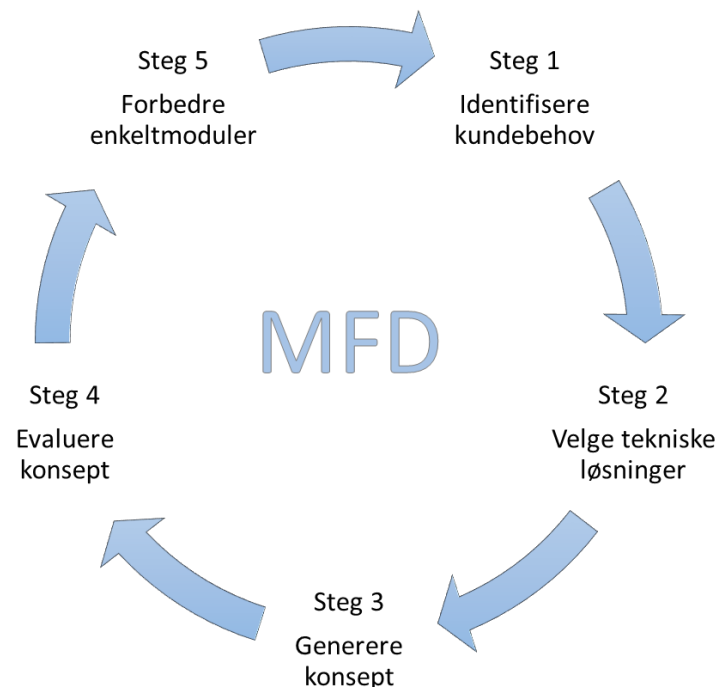 Steg 1
Identifisere
kundebehov
Steg 2
Velge tekniske
løsninger
Steg 3
Generere
konsept
Steg 4
Evaluere
konsept
Steg 5
Forbedre
enkeltmoduler
MFD